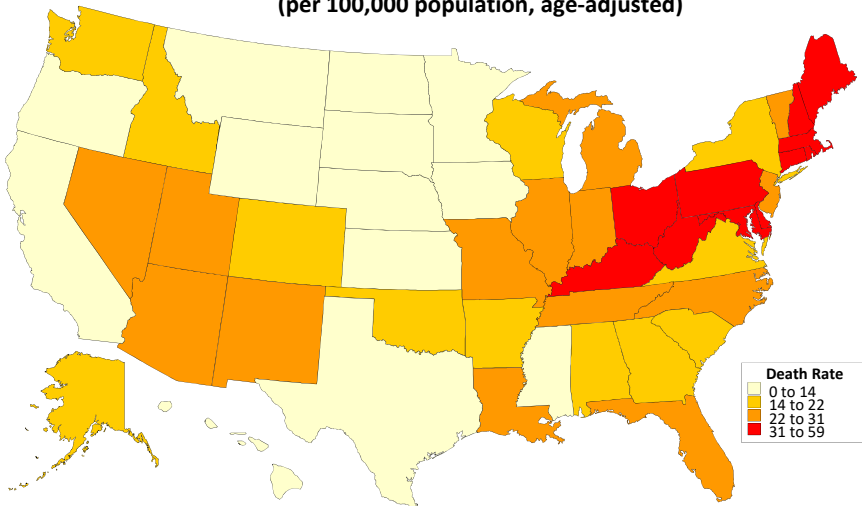 (per 100,000 population, age-adjusted)
Death Rate
0 to 14
14 to 22
22 to 31
31 to 59